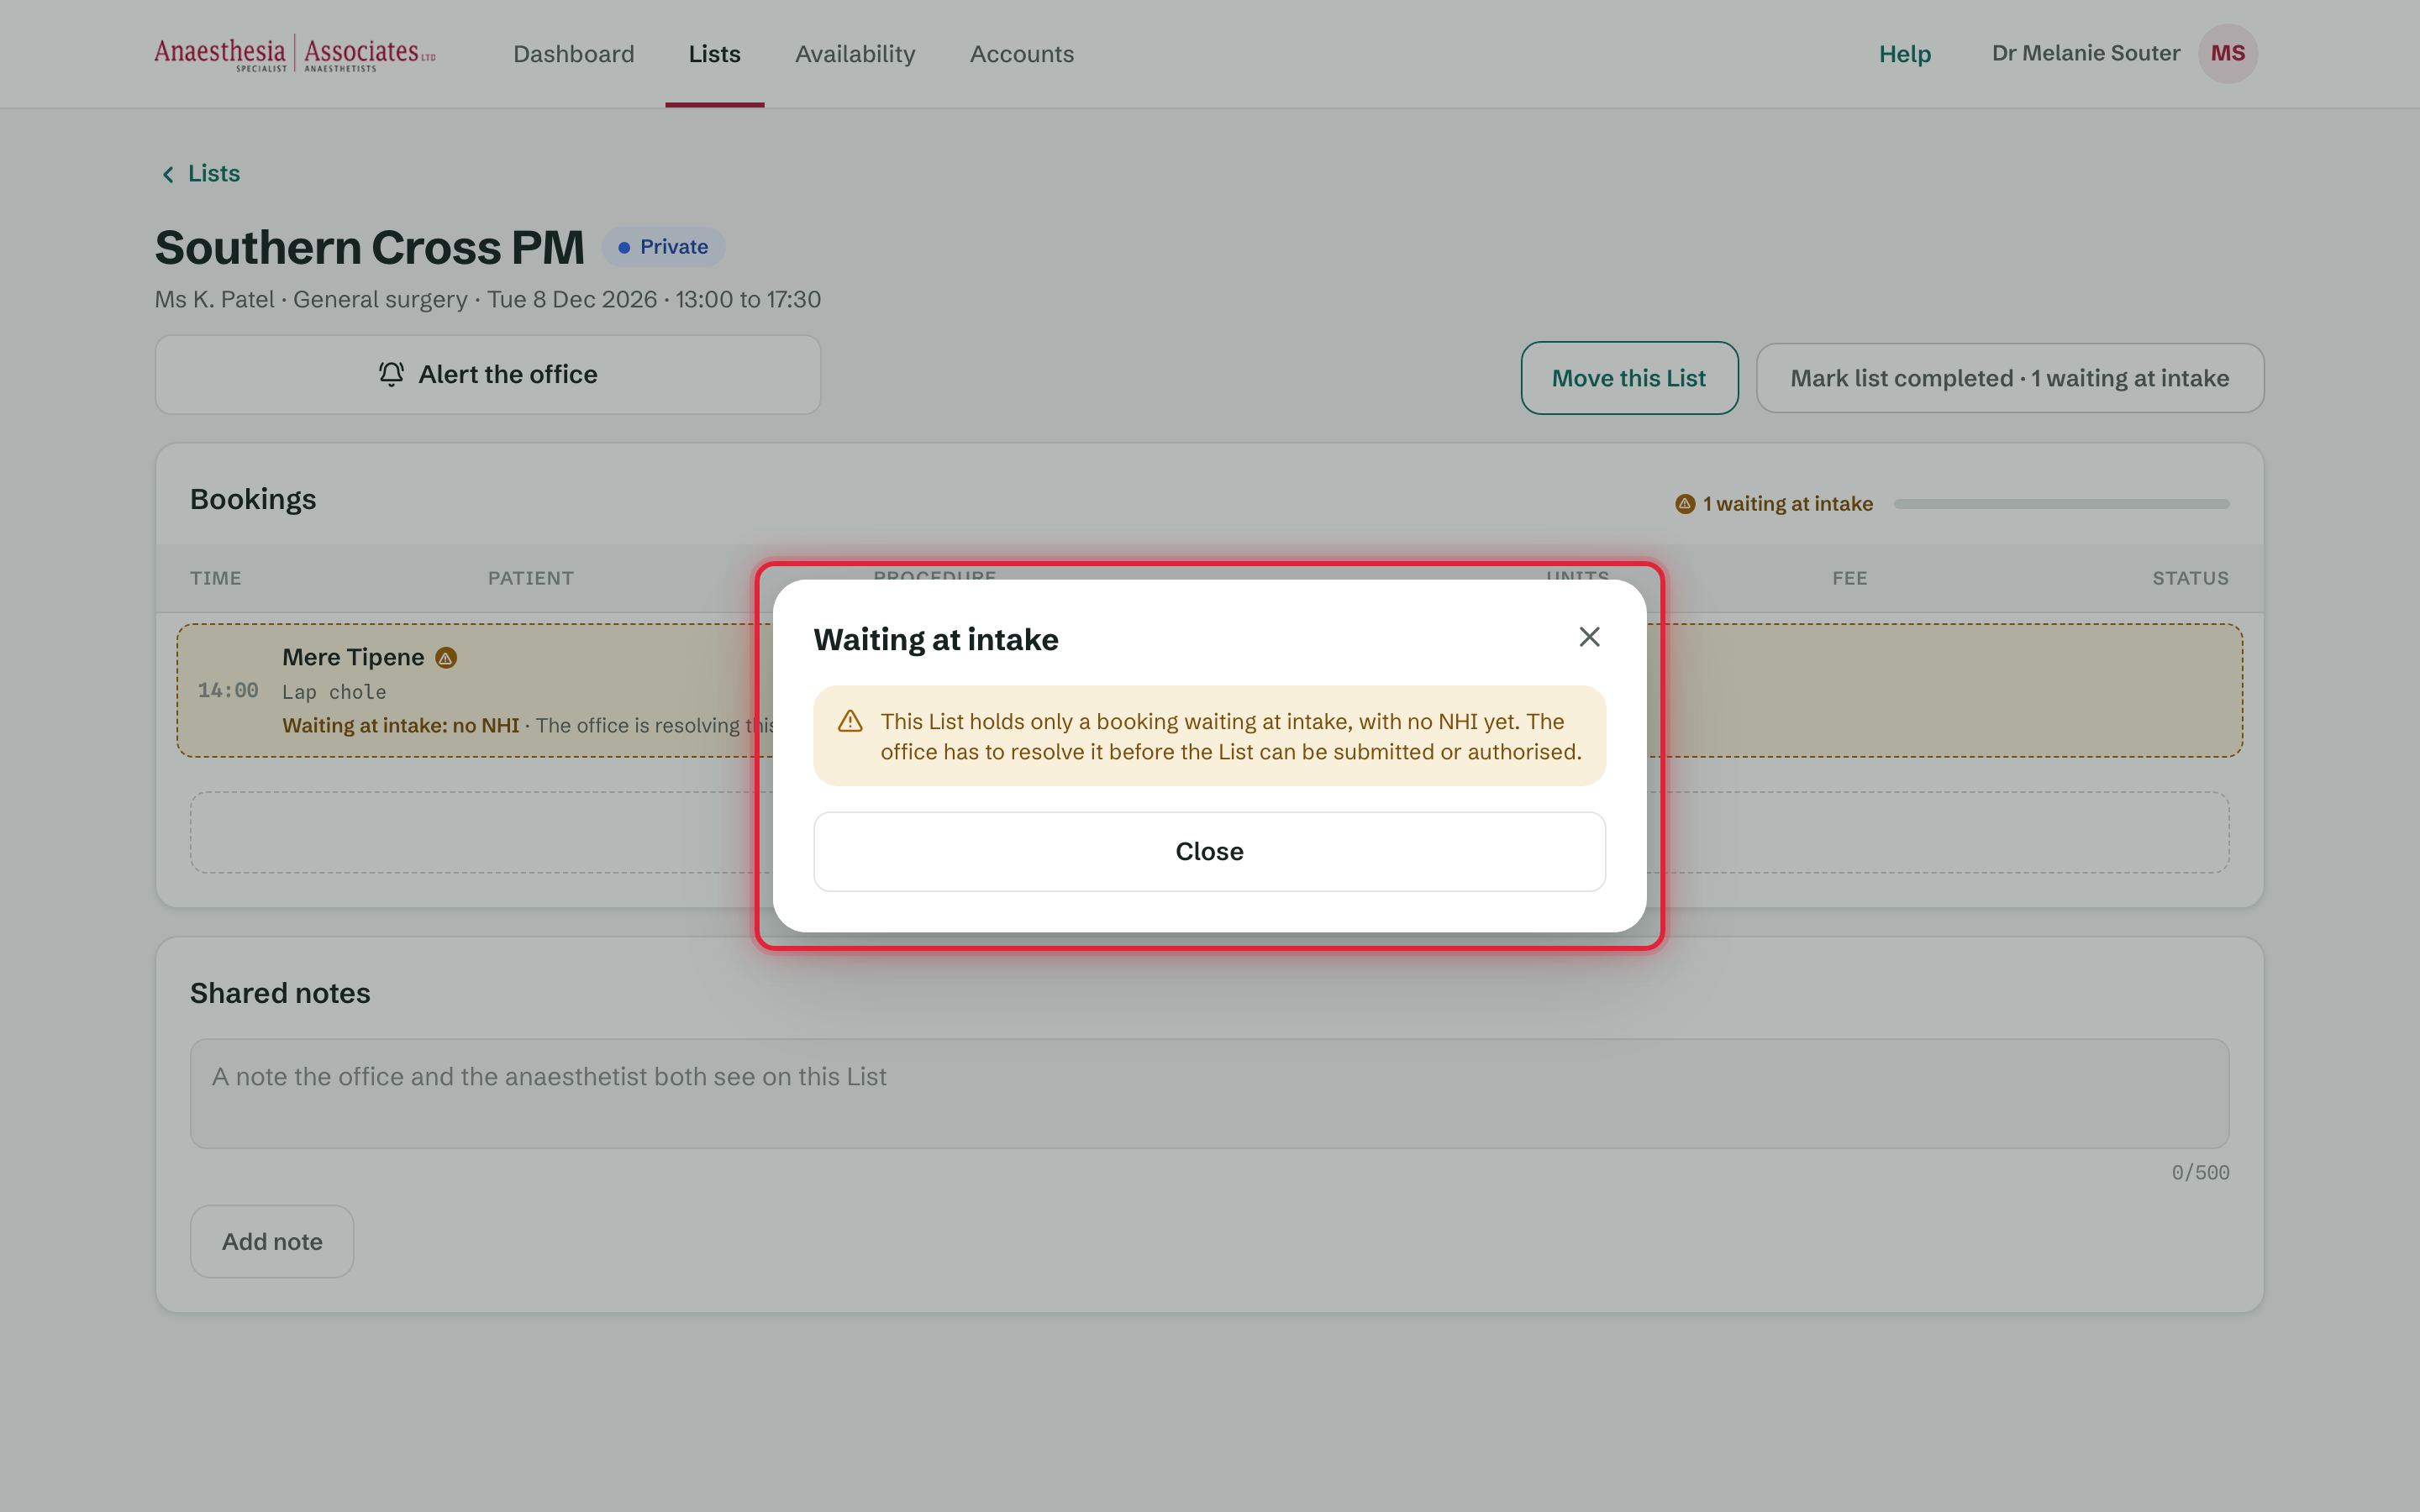 Anaesthesia | Associates LTD
SPECIALIST ANAESTHETISTS
Dashboard
Lists
Availability
Accounts
Help
Dr Melanie Souter
MS
Lists
Southern Cross PM
Private
Ms K. Patel · General surgery · Tue 8 Dec 2026 · 13:00 to 17:30
Alert the office
Move this List
Mark list completed · 1 waiting at intake
Bookings
1 waiting at intake
TIME
PATIENT
PROCEDURE
UNITS
FEE
STATUS
14:00
Mere Tipene
Lap chole
Waiting at intake: no NHI · The office is resolving this
Waiting at intake
This List holds only a booking waiting at intake, with no NHI yet. The
office has to resolve it before the List can be submitted or authorised.
Close
Shared notes
A note the office and the anaesthetist both see on this List
0/500
Add note